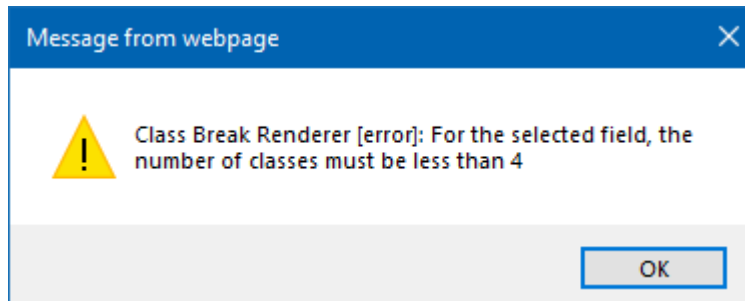 Message from webpage
Class Break Renderer [error]: For the selected field, the
number of classes must be less than 4
OK